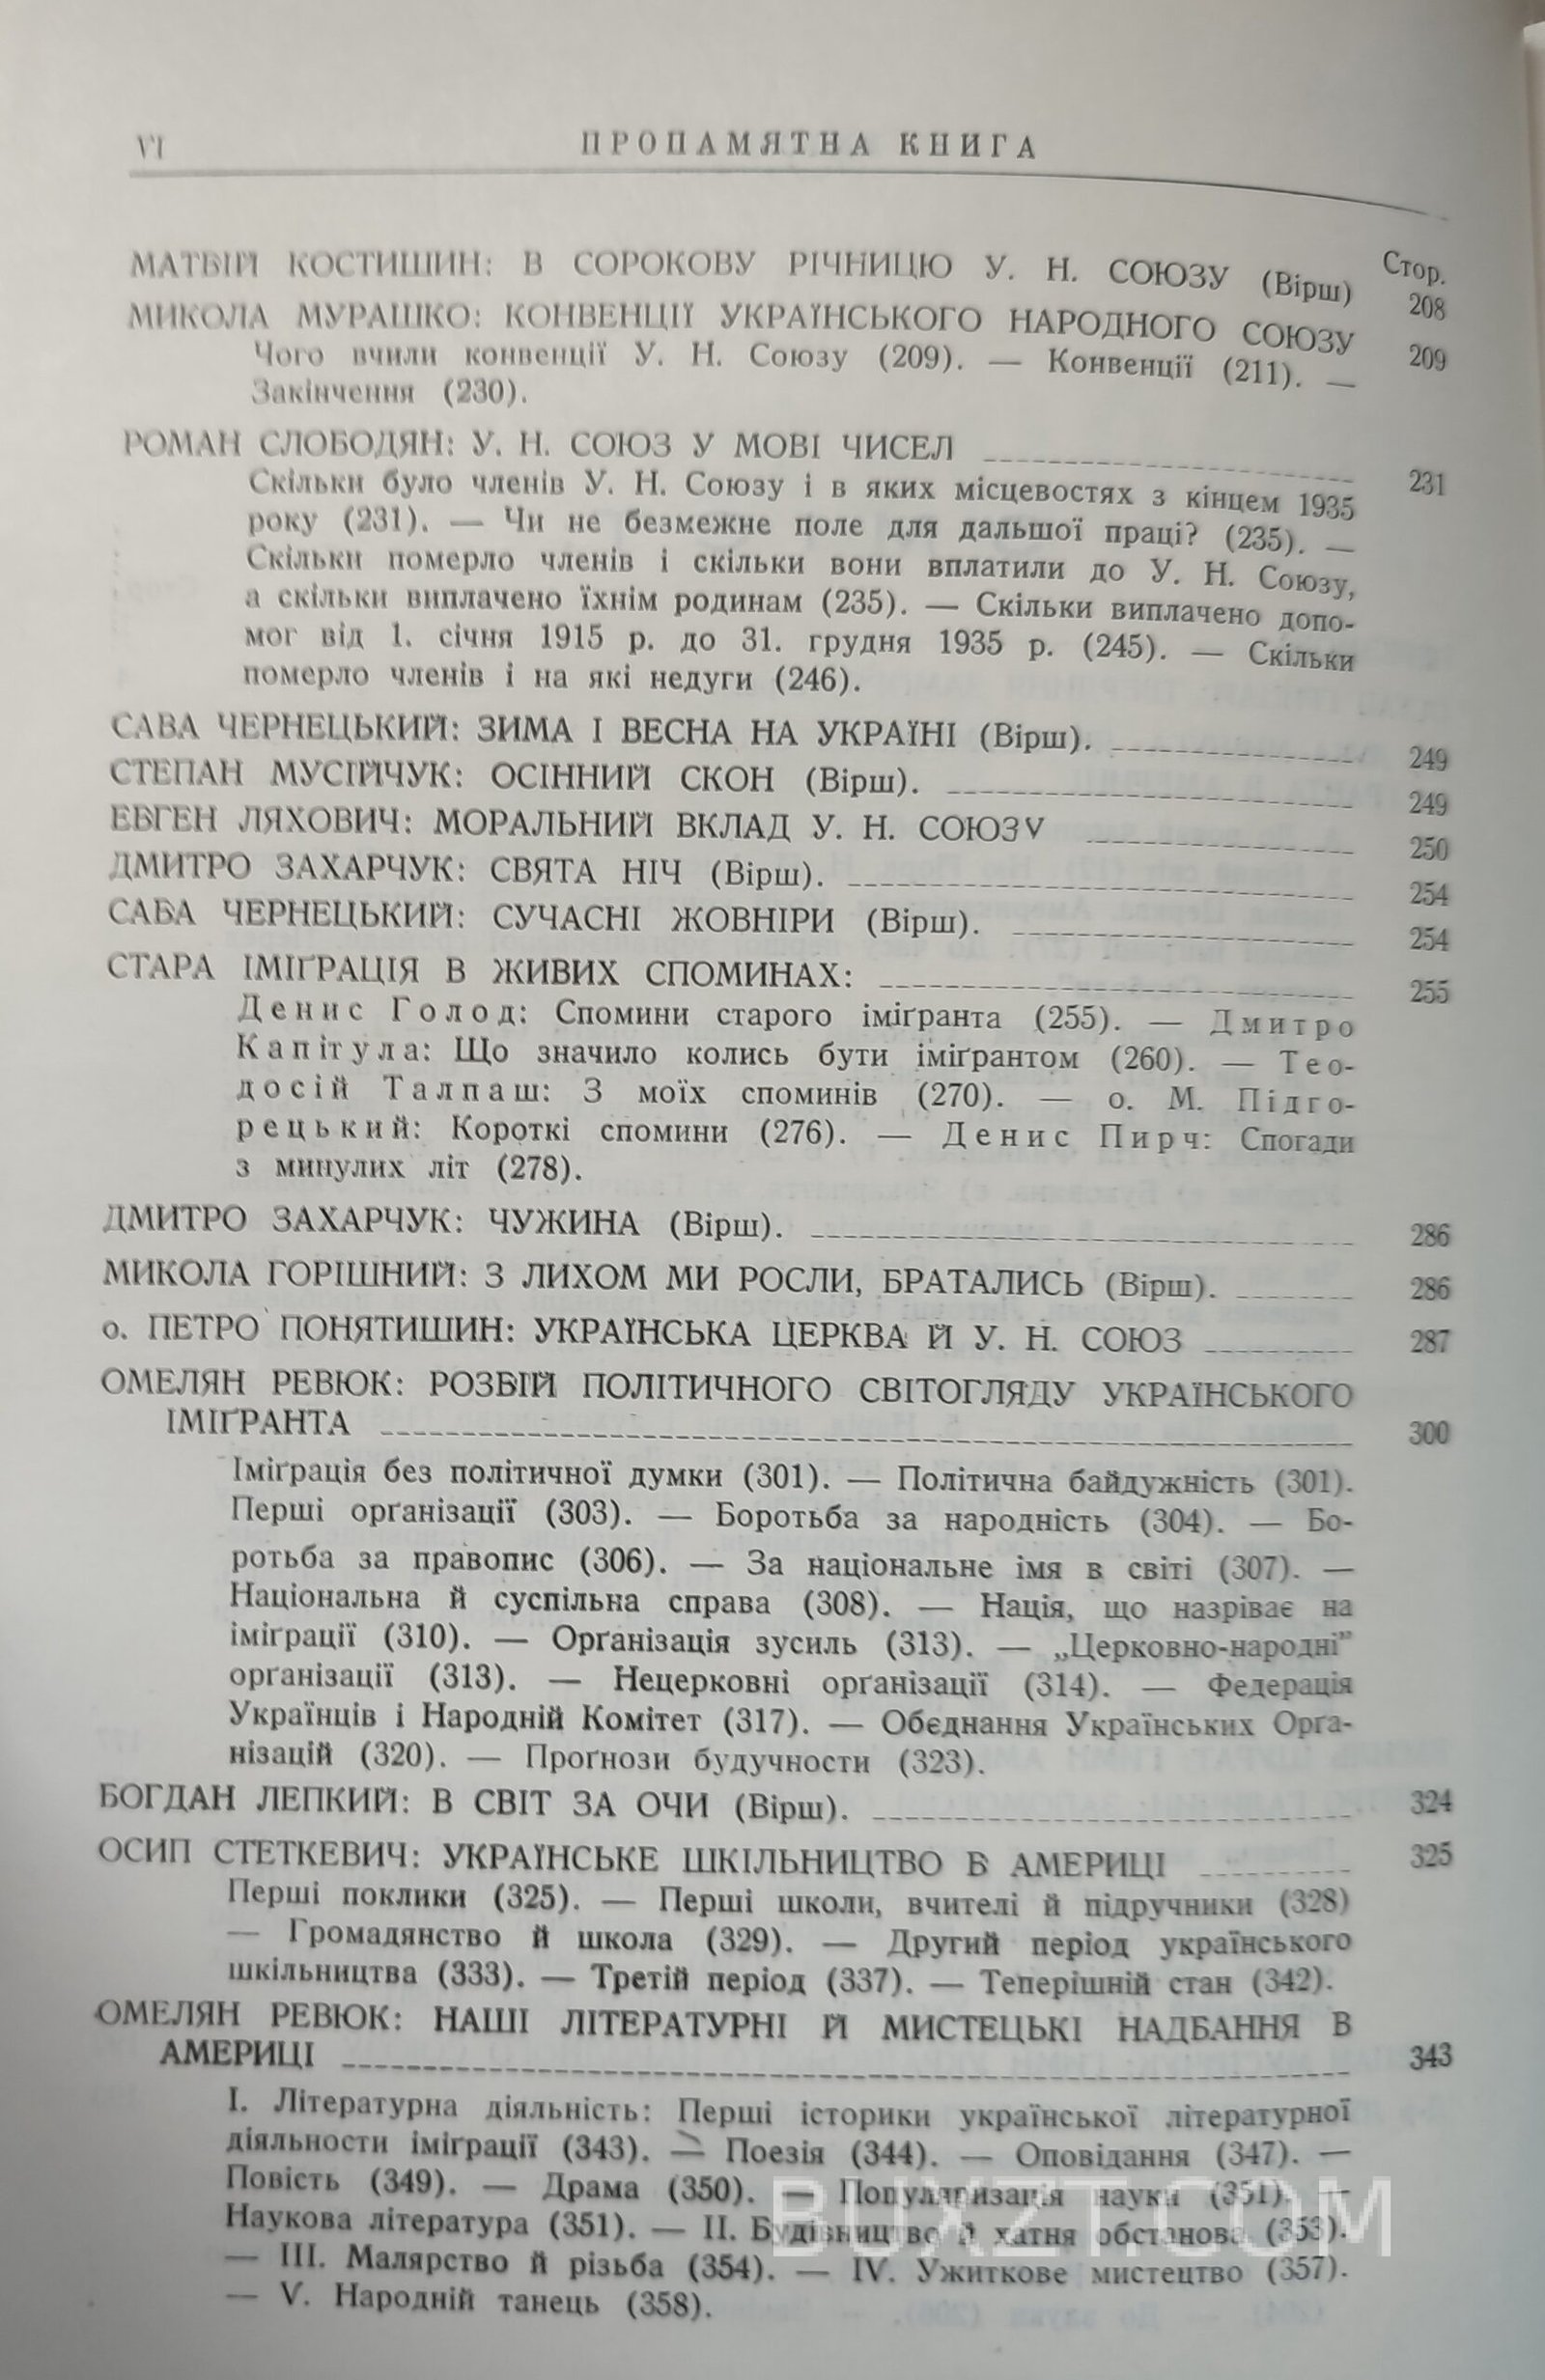 VI
ПРОПАМЯТНА КНИГА
Стор.
МАТВІЙ КОСТИШИН: В СОРОКОВУ РІЧНИЦЮ У. Н. СОЮЗУ (Вірш) 208
МИКОЛА МУРАШКО: КОНВЕНЦІЇ УКРАЇНСЬКОГО НАРОДНОГО СОЮЗУ 209
Чого вчили конвенції У. Н. Союзу (209). — Конвенції (211). —
Закінчення (230).
РОМАН СЛОБОДЯН: У. Н. СОЮЗ У МОВІ ЧИСЕЛ 231
Скільки було членів У. Н. Союзу і в яких місцевостях з кінцем 1935
року (231). — Чи не безмежне поле для дальшої праці? (235). —
Скільки померло членів і скільки вони вплатили до У. Н. Союзу,
а скільки виплачено їхнім родинам (235). — Скільки виплачено допо-
мог від 1. січня 1915 р. до 31. грудня 1935 р. (245). — Скільки
померло членів і на які недуги (246).
САВА ЧЕРНЕЦЬКИЙ: ЗИМА І ВЕСНА НА УКРАЇНІ (Вірш). 249
СТЕПАН МУСІЙЧУК: ОСІННИЙ СКОН (Вірш). 249
ЕВГЕН ЛЯХОВИЧ: МОРАЛЬНИЙ ВКЛАД У. Н. СОЮЗУ 250
ДМИТРО ЗАХАРЧУК: СВЯТА НІЧ (Вірш). 254
САВА ЧЕРНЕЦЬКИЙ: СУЧАСНІ ЖОВНІРИ (Вірш). 254
СТАРА ІМІҐРАЦІЯ В ЖИВИХ СПОМИНАХ: 255
Денис Голод: Спомини старого іміґранта (255). — Дмитро
Капітула: Що значило колись бути іміґрантом (260). — Тео-
досій Талпаш: З моїх споминів (270). — о. М. Підго-
рецький: Короткі спомини (276). — Денис Пирч: Спогади
з минулих літ (278).
ДМИТРО ЗАХАРЧУК: ЧУЖИНА (Вірш). 286
МИКОЛА ГОРІШНИЙ: З ЛИХОМ МИ РОСЛИ, БРАТАЛИСЬ (Вірш). 286
о. ПЕТРО ПОНЯТИШИН: УКРАЇНСЬКА ЦЕРКВА Й У. Н. СОЮЗ 287
ОМЕЛЯН РЕВЮК: РОЗВІЙ ПОЛІТИЧНОГО СВІТОГЛЯДУ УКРАЇНСЬКОГО
ІМІҐРАНТА 300
Іміґрація без політичної думки (301). — Політична байдужність (301).
Перші орґанізації (303). — Боротьба за народність (304). — Бо-
ротьба за правопис (306). — За національне імя в світі (307). —
Національна й суспільна справа (308). — Нація, що назріває на
іміґрації (310). — Орґанізація зусиль (313). — „Церковно-народні"
орґанізації (313). — Нецерковні орґанізації (314). — Федерація
Українців і Народній Комітет (317). — Обєднання Українських Орґа-
нізацій (320). — Проґнози будучности (323).
БОГДАН ЛЕПКИЙ: В СВІТ ЗА ОЧИ (Вірш). 324
ОСИП СТЕТКЕВИЧ: УКРАЇНСЬКЕ ШКІЛЬНИЦТВО В АМЕРИЦІ 325
Перші поклики (325). — Перші школи, вчителі й підручники (328)
— Громадянство й школа (329). — Другий період українського
шкільництва (333). — Третій період (337). — Теперішній стан (342).
ОМЕЛЯН РЕВЮК: НАШІ ЛІТЕРАТУРНІ Й МИСТЕЦЬКІ НАДБАННЯ В
АМЕРИЦІ 343
I. Літературна діяльність: Перші історики української літературної
діяльности іміґрації (343). — Поезія (344). — Оповідання (347). —
Повість (349). — Драма (350). — Популяризація науки (351). —
Наукова література (351). — II. Будівництво й хатня обстанова (353).
— III. Малярство й різьба (354). — IV. Ужиткове мистецтво (357).
— V. Народній танець (358).
BUXZT.COM